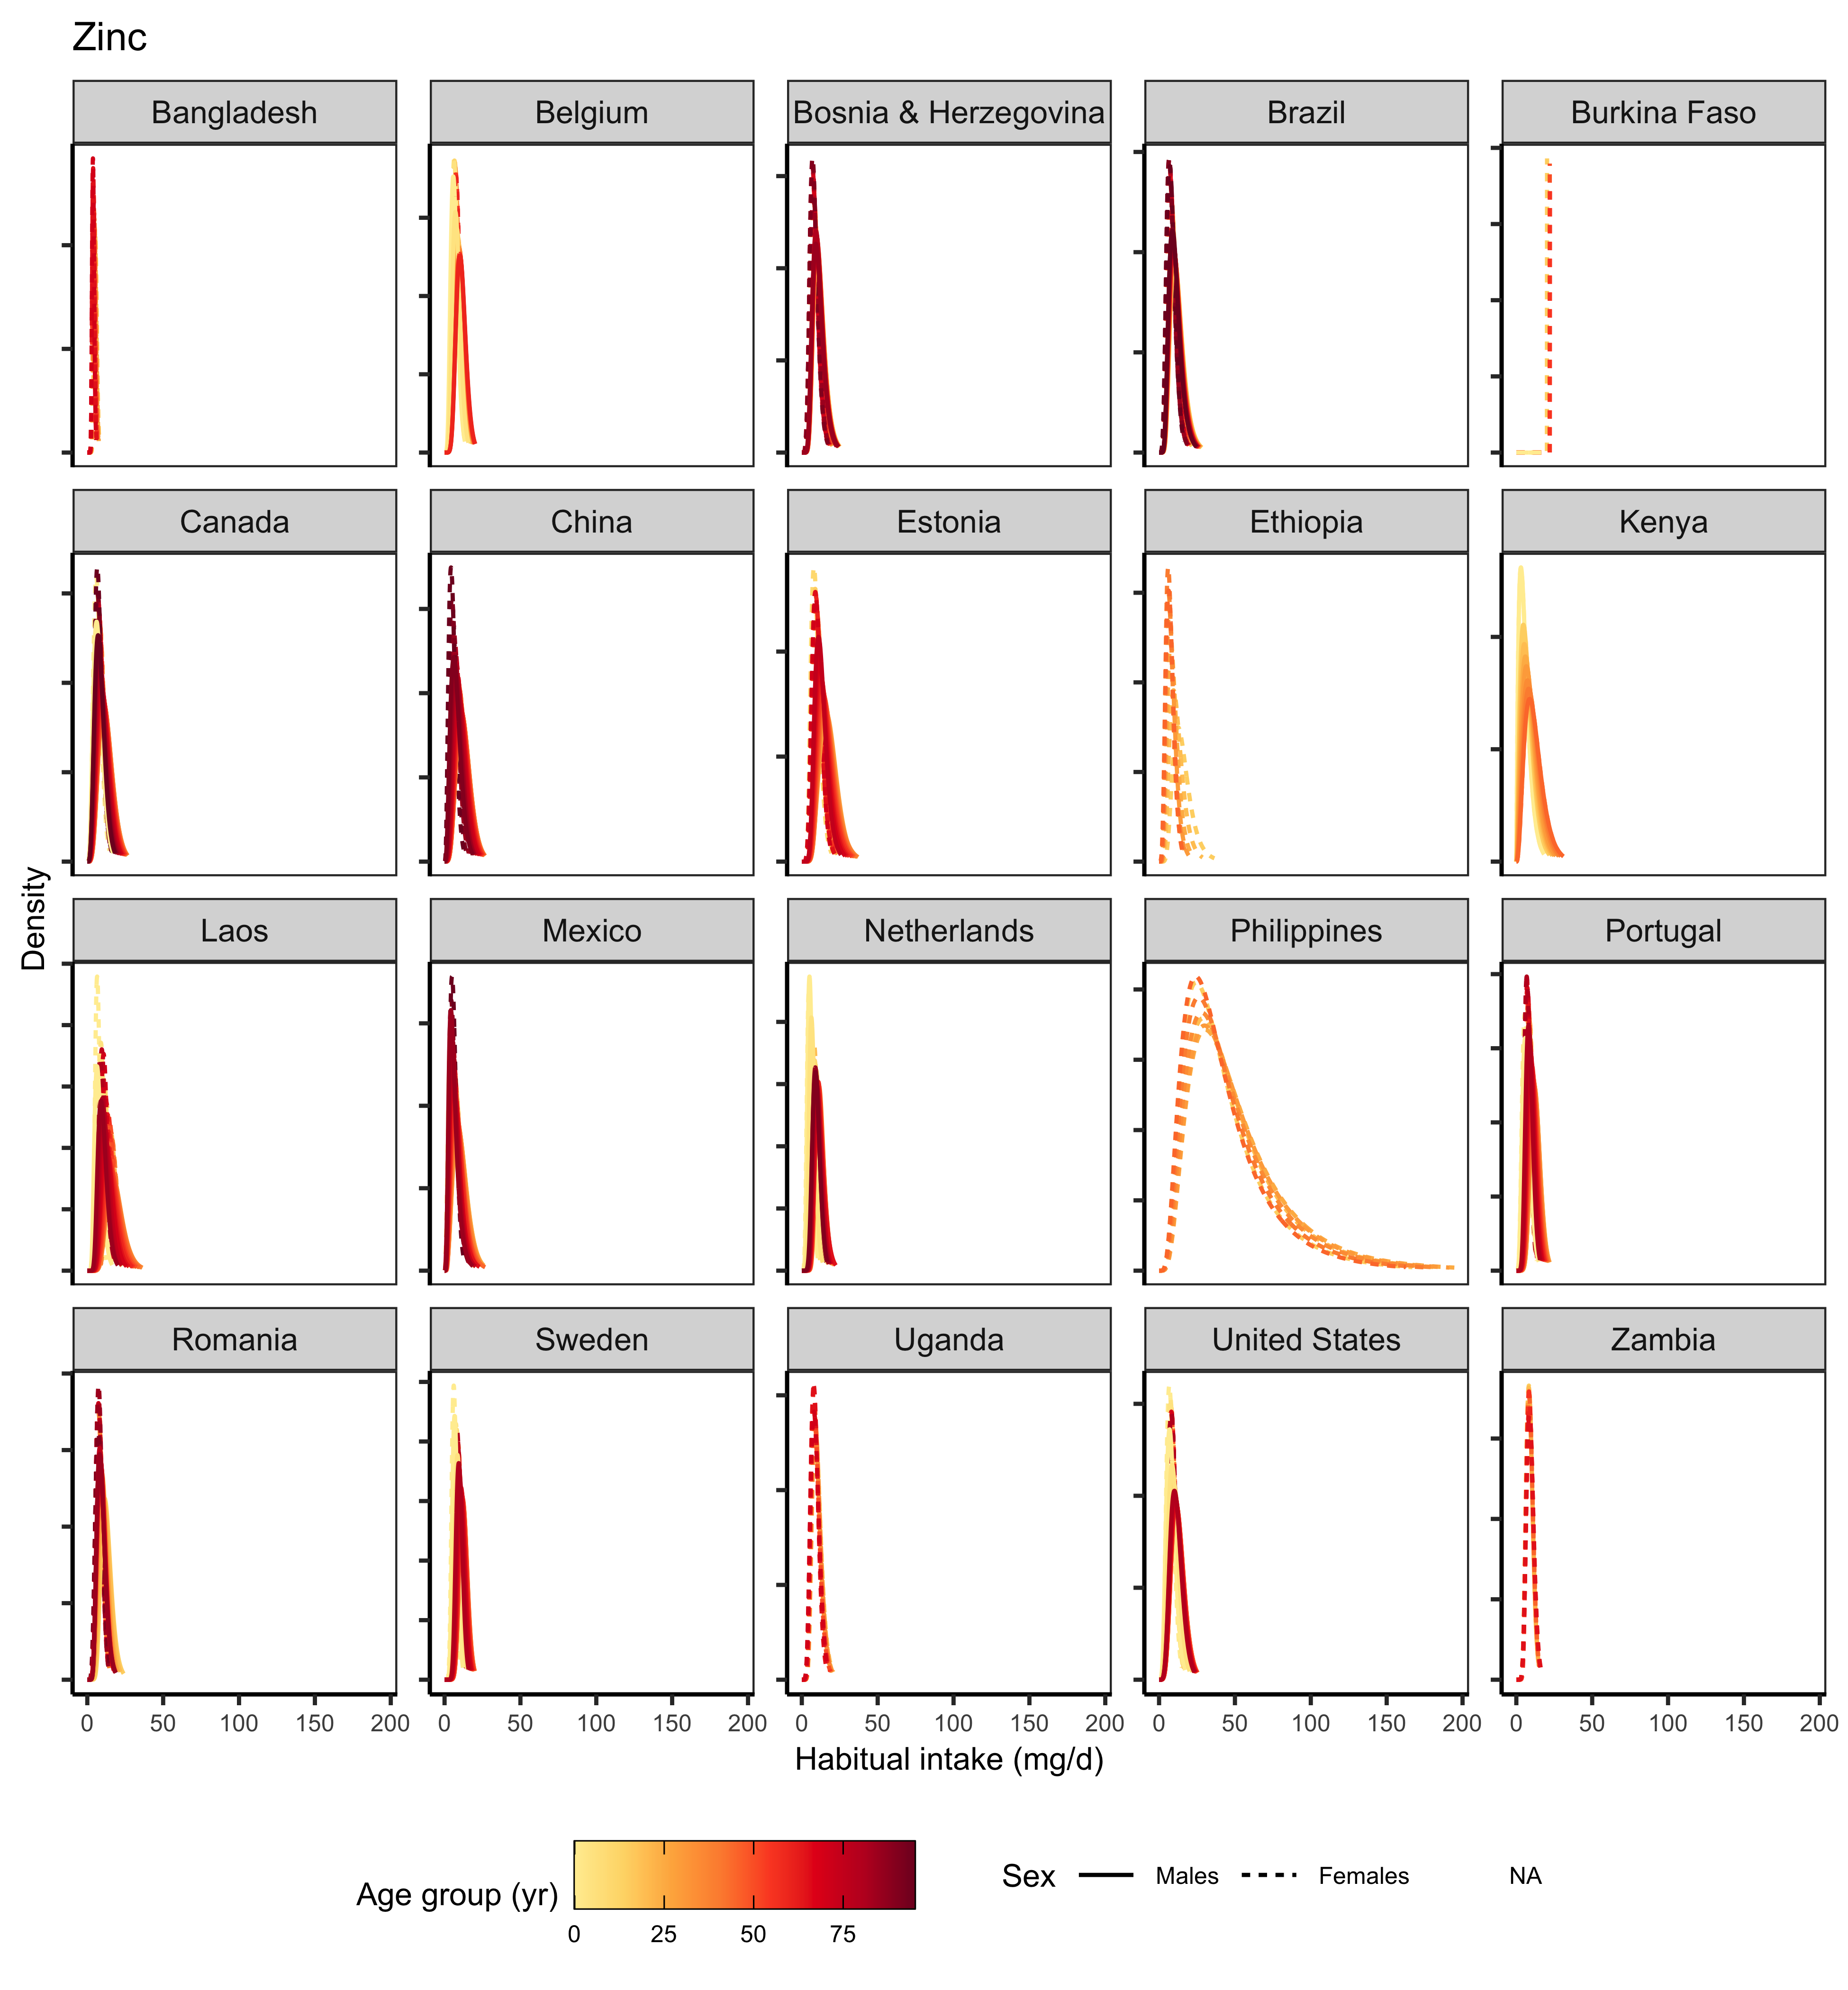 Zinc
Bangladesh Belgium Bosnia & Herzegovina Brazil Burkina Faso
Canada China Estonia Ethiopia Kenya
Laos Mexico Netherlands Philippines Portugal
Romania Sweden Uganda United States Zambia
Density
0 50 100 150 200 0 50 100 150 200 0 50 100 150 200 0 50 100 150 200 0 50 100 150 200
Habitual intake (mg/d)
Age group (yr)
0 25 50 75
Sex Males Females NA